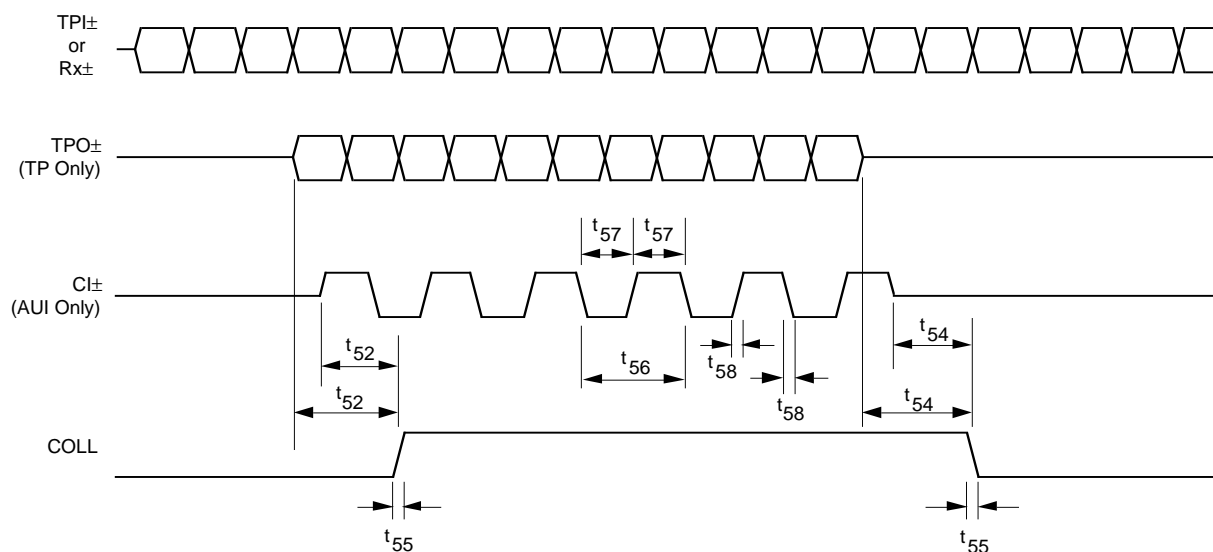 TPI±
or
Rx±
TPO±
(TP Only)
t57 t57
CI±
(AUI Only)
t52
t56
t58
t54
t52
t58
t54
COLL
t55
t55